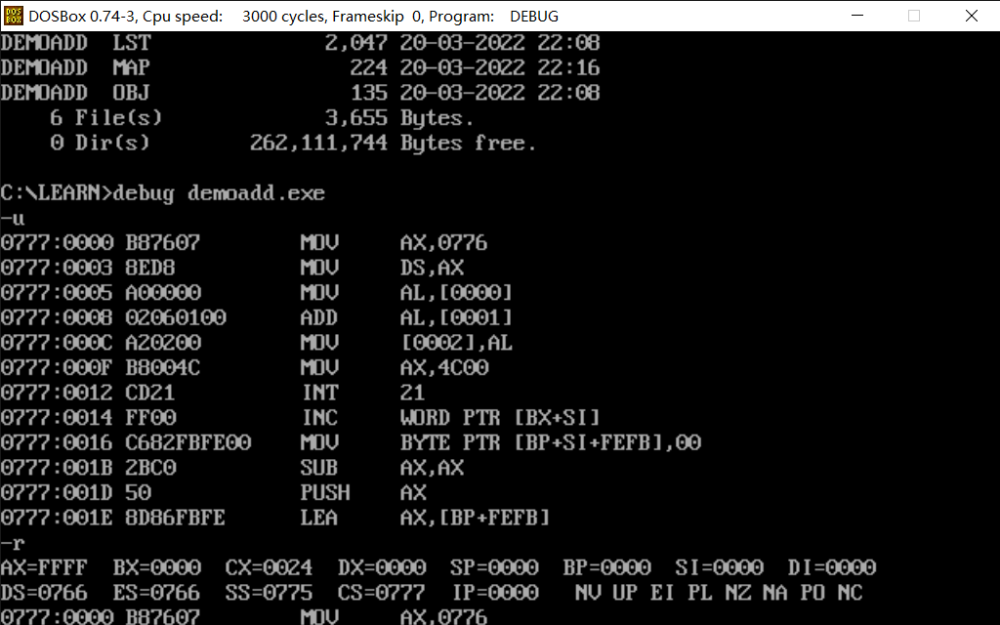 DOSBox 0.74-3, Cpu speed: 3000 cycles, Frameskip 0, Program: DEBUG
DEMOADD LST 2,047 20-03-2022 22:08
DEMOADD MAP 224 20-03-2022 22:16
DEMOADD OBJ 135 20-03-2022 22:08
6 File(s) 3,655 Bytes.
0 Dir(s) 262,111,744 Bytes free.
C:\LEARN>debug demoadd.exe
-u
0777:0000 B87607 MOV AX,0776
0777:0003 8ED8 MOV DS,AX
0777:0005 A00000 MOV AL,[0000]
0777:0008 02060100 ADD AL,[0001]
0777:000C A20200 MOV [0002],AL
0777:000F B8004C MOV AX,4C00
0777:0012 CD21 INT 21
0777:0014 FF00 INC WORD PTR [BX+SI]
0777:0016 C682FBFE00 MOV BYTE PTR [BP+SI+FEFB],00
0777:001B 2BC0 SUB AX,AX
0777:001D 50 PUSH AX
0777:001E 8D86FBFE LEA AX,[BP+FEFB]
-r
AX=FFFF BX=0000 CX=0024 DX=0000 SP=0000 BP=0000 SI=0000 DI=0000
DS=0766 ES=0766 SS=0775 CS=0777 IP=0000 NV UP EI PL NZ NA PO NC
0777:0000 B87607 MOV AX,0776